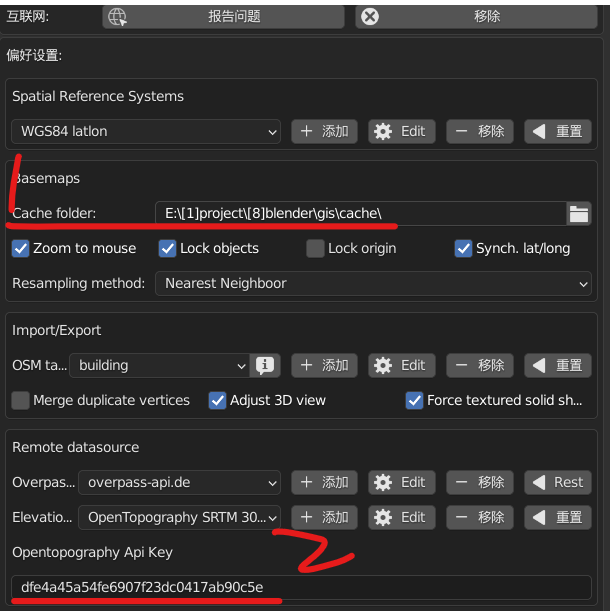 互联网: 报告问题 移除
偏好设置:
Spatial Reference Systems
WGS84 latlon 添加 Edit 移除 重置
Basemaps
Cache folder: E:\[1]project\[8]blender\gis\cache\
Zoom to mouse Lock objects Lock origin Synch. lat/long
Resampling method: Nearest Neighboor
Import/Export
OSM ta... building 添加 Edit 移除 重置
Merge duplicate vertices Adjust 3D view Force textured solid sh...
Remote datasource
Overpas... overpass-api.de 添加 Edit 移除 Rest
Elevatio... OpenTopography SRTM 30... 添加 Edit 移除 重置
2
Opentopography Api Key
dfe4a45a54fe6907f23dc0417ab90c5e